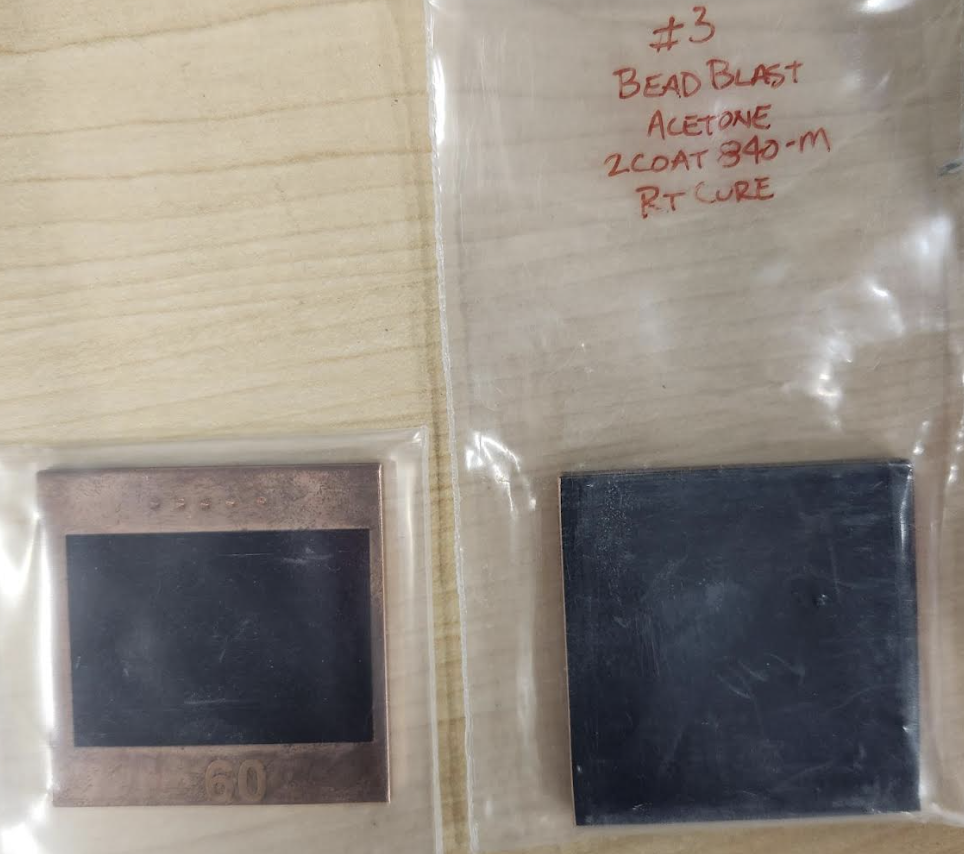 #3
BEAD BLAST
ACETONE
2COAT 840-M
RT CURE
60